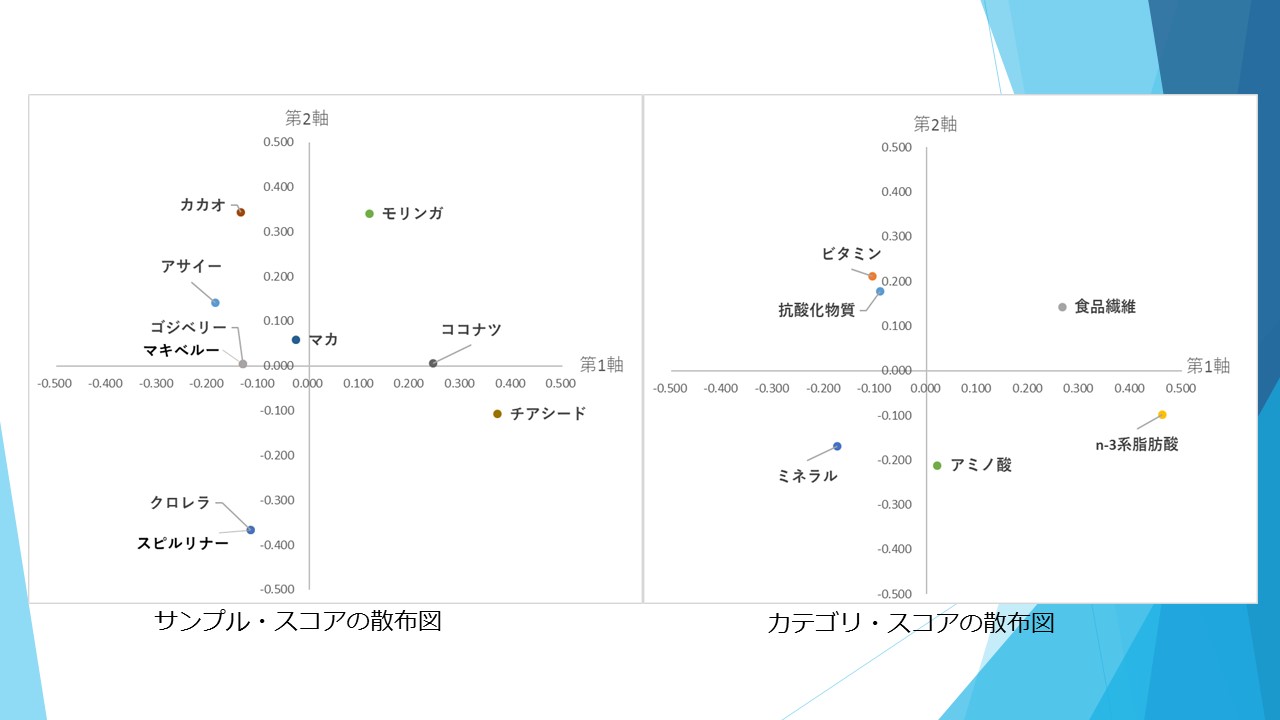 第2軸
0.500
0.400
0.300
0.200
0.100
0.000
-0.100
-0.200
-0.300
-0.400
-0.500
-0.500 -0.400 -0.300 -0.200 -0.100 0.000 0.100 0.200 0.300 0.400 0.500
第1軸
カカオ
モリンガ
アサイー
ゴジベリー
マキベルー
マカ
ココナツ
チアシード
クロレラ
スピルリナー
サンプル・スコアの散布図
第2軸
0.500
0.400
0.300
0.200
0.100
0.000
-0.100
-0.200
-0.300
-0.400
-0.500
-0.500 -0.400 -0.300 -0.200 -0.100 0.000 0.100 0.200 0.300 0.400 0.500
第1軸
ビタミン
抗酸化物質
食品繊維
n-3系脂肪酸
ミネラル
アミノ酸
カテゴリ・スコアの散布図